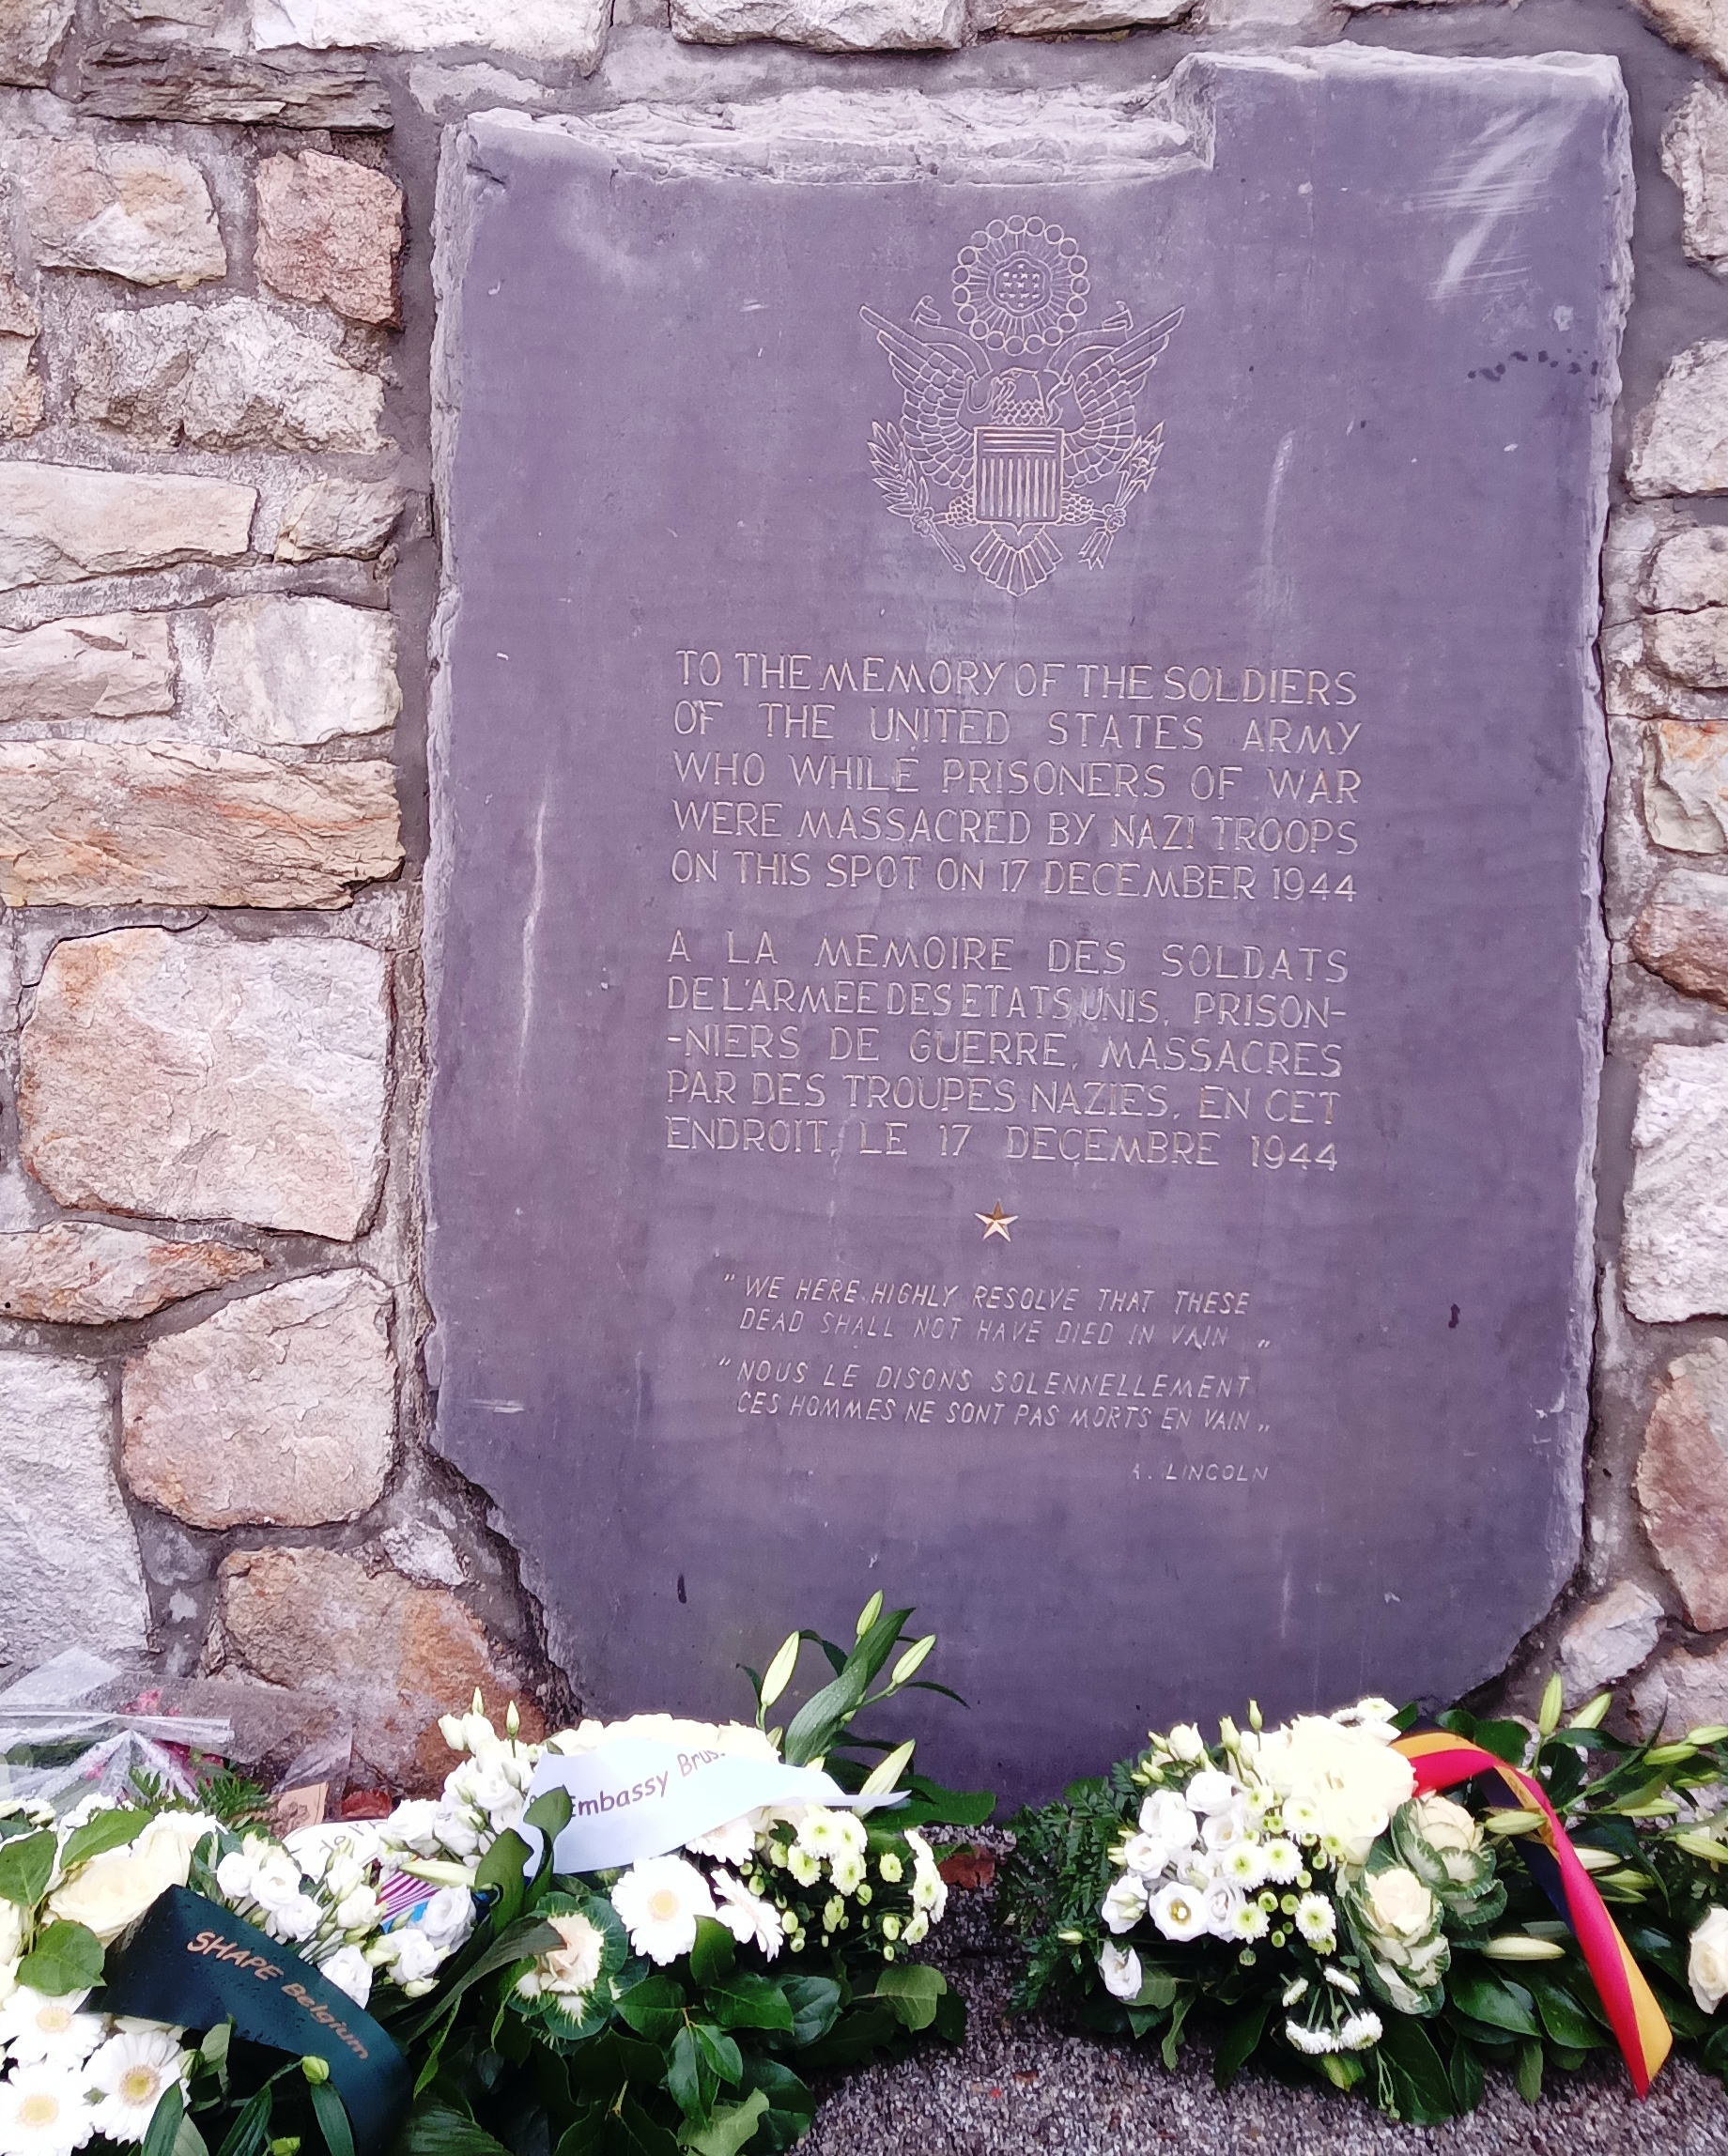 TO THE MEMORY OF THE SOLDIERS
OF THE UNITED STATES ARMY
WHO WHILE PRISONERS OF WAR
WERE MASSACRED BY NAZI TROOPS
ON THIS SPOT ON 17 DECEMBER 1944
A LA MEMOIRE DES SOLDATS
DE L'ARMEE DES ETATS UNIS, PRISON-
-NIERS DE GUERRE, MASSACRES
PAR DES TROUPES NAZIES, EN CET
ENDROIT, LE 17 DECEMBRE 1944
"WE HERE HIGHLY RESOLVE THAT THESE
DEAD SHALL NOT HAVE DIED IN VAIN „
"NOUS LE DISONS SOLENNELLEMENT
CES HOMMES NE SONT PAS MORTS EN VAIN „
A. LINCOLN
Embassy
de l'
SHAPE Belgium